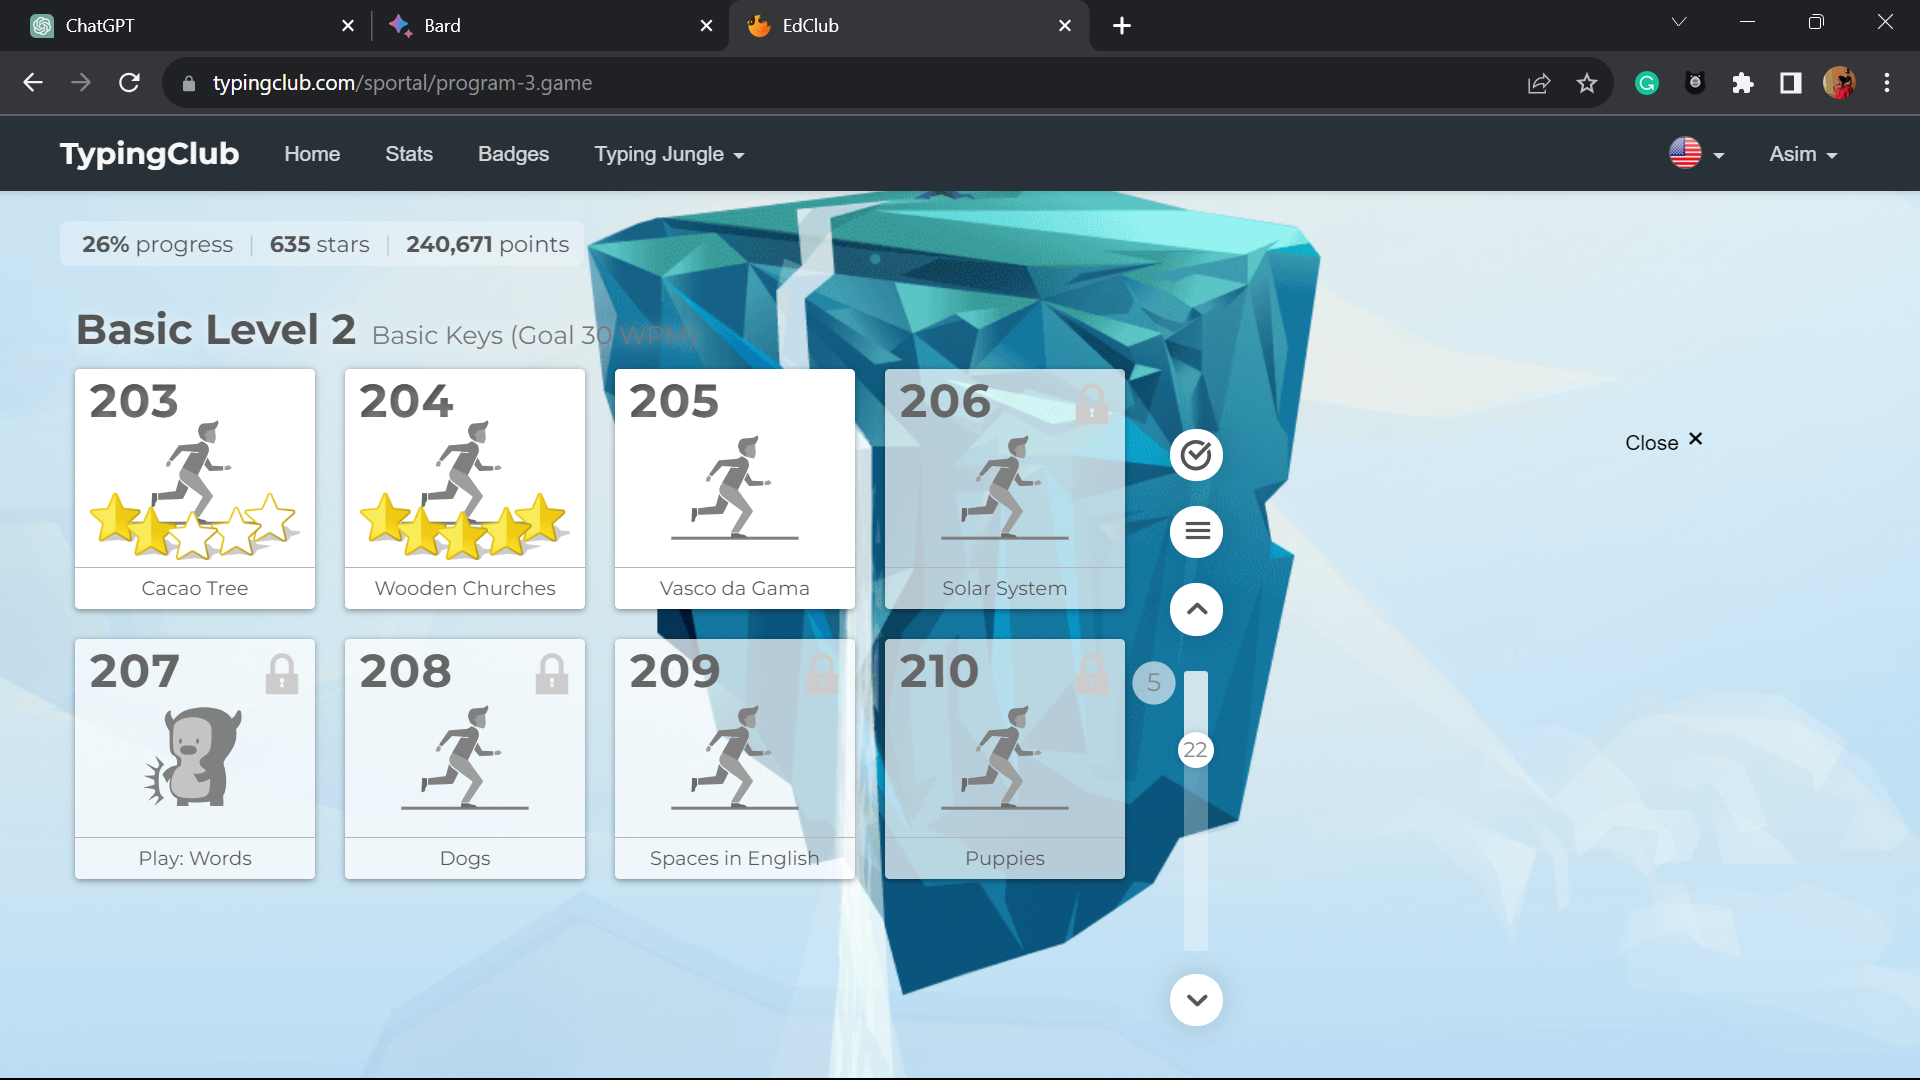 ChatGPT
Bard
EdClub
typingclub.com/sportal/program-3.game
TypingClub
Home
Stats
Badges
Typing Jungle
Asim
26% progress
635 stars
240,671 points
Basic Level 2 Basic Keys (Goal 30 WPM)
203
204
205
206
Cacao Tree
Wooden Churches
Vasco da Gama
Solar System
Close
207
208
209
210
5
22
Play: Words
Dogs
Spaces in English
Puppies